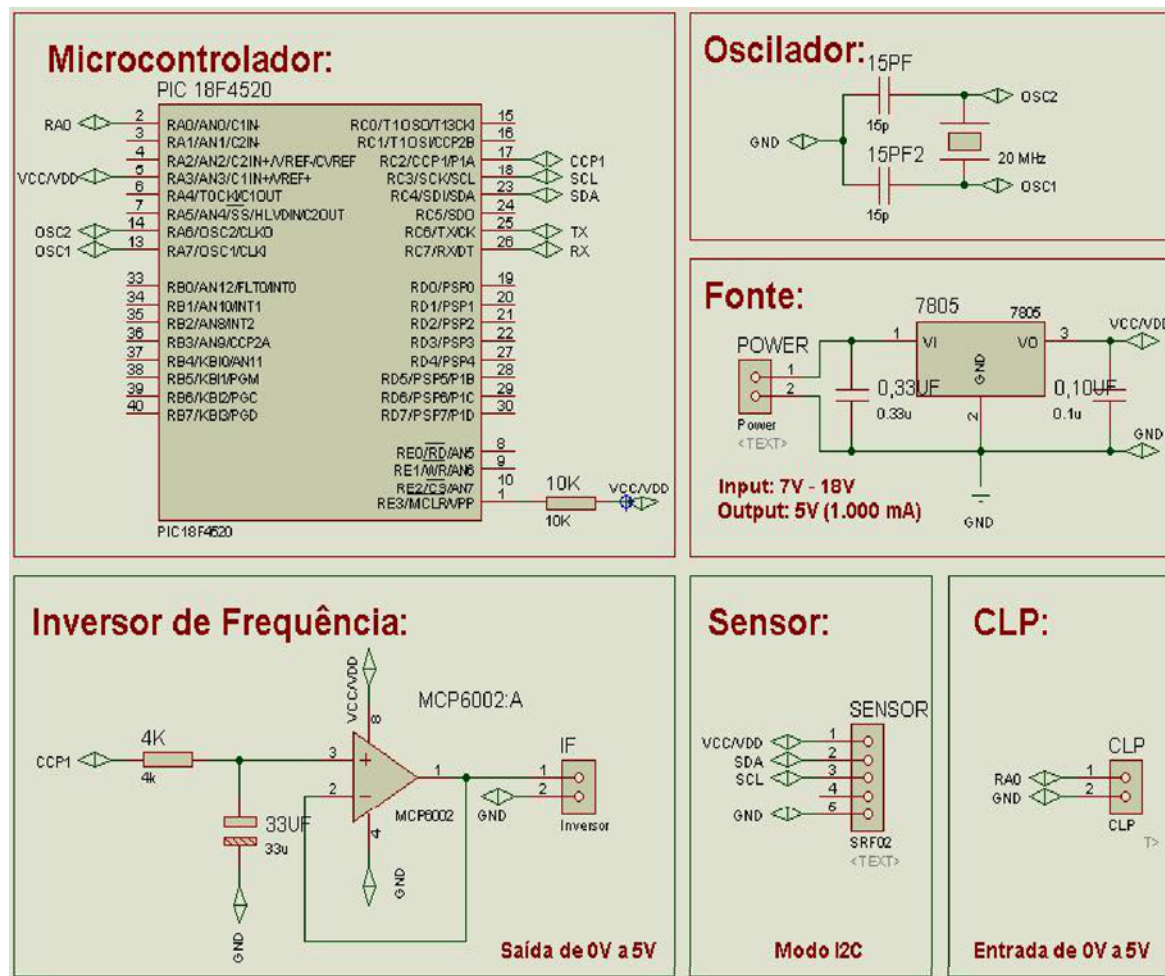 Microcontrolador:
PIC 18F4520
RA0
VCC/VDD
OSC2
OSC1
2
3
4
5
6
7
14
13
33
34
35
36
37
38
39
40
RA0/AN0/C1IN-
RA1/AN1/C2IN-
RA2/AN2/C2IN+/VREF-/CVREF
RA3/AN3/C1IN+/VREF+
RA4/T0CKI/C1OUT
RA5/AN4/SS/HLVDIN/C2OUT
RA6/OSC2/CLKO
RA7/OSC1/CLKI
RB0/AN12/FLT0/INT0
RB1/AN10/INT1
RB2/AN8/INT2
RB3/AN9/CCP2A
RB4/KBI0/AN11
RB5/KBI1/PGM
RB6/KBI2/PGC
RB7/KBI3/PGD
RC0/T1OSO/T13CKI
RC1/T1OSI/CCP2B
RC2/CCP1/P1A
RC3/SCK/SCL
RC4/SDI/SDA
RC5/SDO
RC6/TX/CK
RC7/RX/DT
RD0/PSP0
RD1/PSP1
RD2/PSP2
RD3/PSP3
RD4/PSP4
RD5/PSP5/P1B
RD6/PSP6/P1C
RD7/PSP7/P1D
RE0/RD/AN5
RE1/WR/AN6
RE2/CS/AN7
RE3/MCLR/VPP
15
16
17
18
23
24
25
26
19
20
21
22
27
28
29
30
8
9
10
1
CCP1
SCL
SDA
TX
RX
10K
10K
VCC/VDD
PIC18F4520
Oscilador:
15PF
15p
OSC2
GND
20 MHz
15PF2
15p
OSC1
Fonte:
7805
7805
VCC/VDD
POWER
1
2
Power
<TEXT>
1
VI
VO
3
GND
2
0,33UF
0.33u
0,10UF
0.1u
GND
GND
Input: 7V - 18V
Output: 5V (1.000 mA)
Inversor de Frequência:
VCC/VDD
8
MCP6002:A
CCP1
4K
4k
3
2
1
4
MCP6002
33UF
33u
GND
GND
IF
1
2
GND
Inversor
Saída de 0V a 5V
Sensor:
SENSOR
VCC/VDD
SDA
SCL
GND
1
2
3
4
5
SRF02
<TEXT>
Modo I2C
CLP:
CLP
RA0
GND
1
2
CLP
T>
Entrada de 0V a 5V